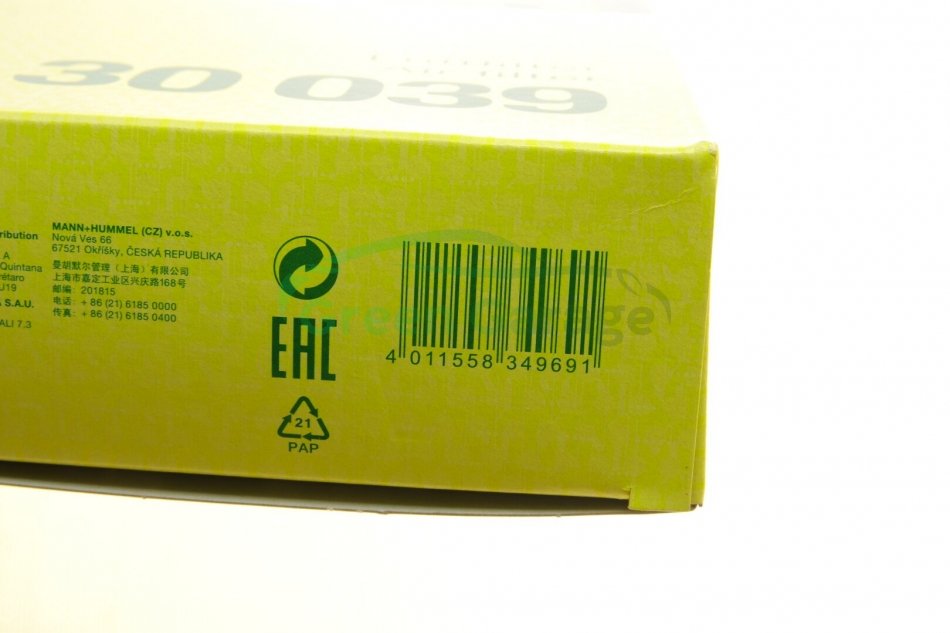 30 039
ribution
A
Quintana
rétaro
U19
A S.A.U.
ALI 7.3
MANN+HUMMEL (CZ) v.o.s.
Nová Ves 66
67521 Okříšky, ČESKÁ REPUBLIKA
曼胡默尔管理（上海）有限公司
上海市嘉定工业区兴庆路168号
邮编：201815
电话：+ 86 (21) 6185 0000
传真：+ 86 (21) 6185 0400
EAC
21
PAP
4 011558 349691
Green Garage